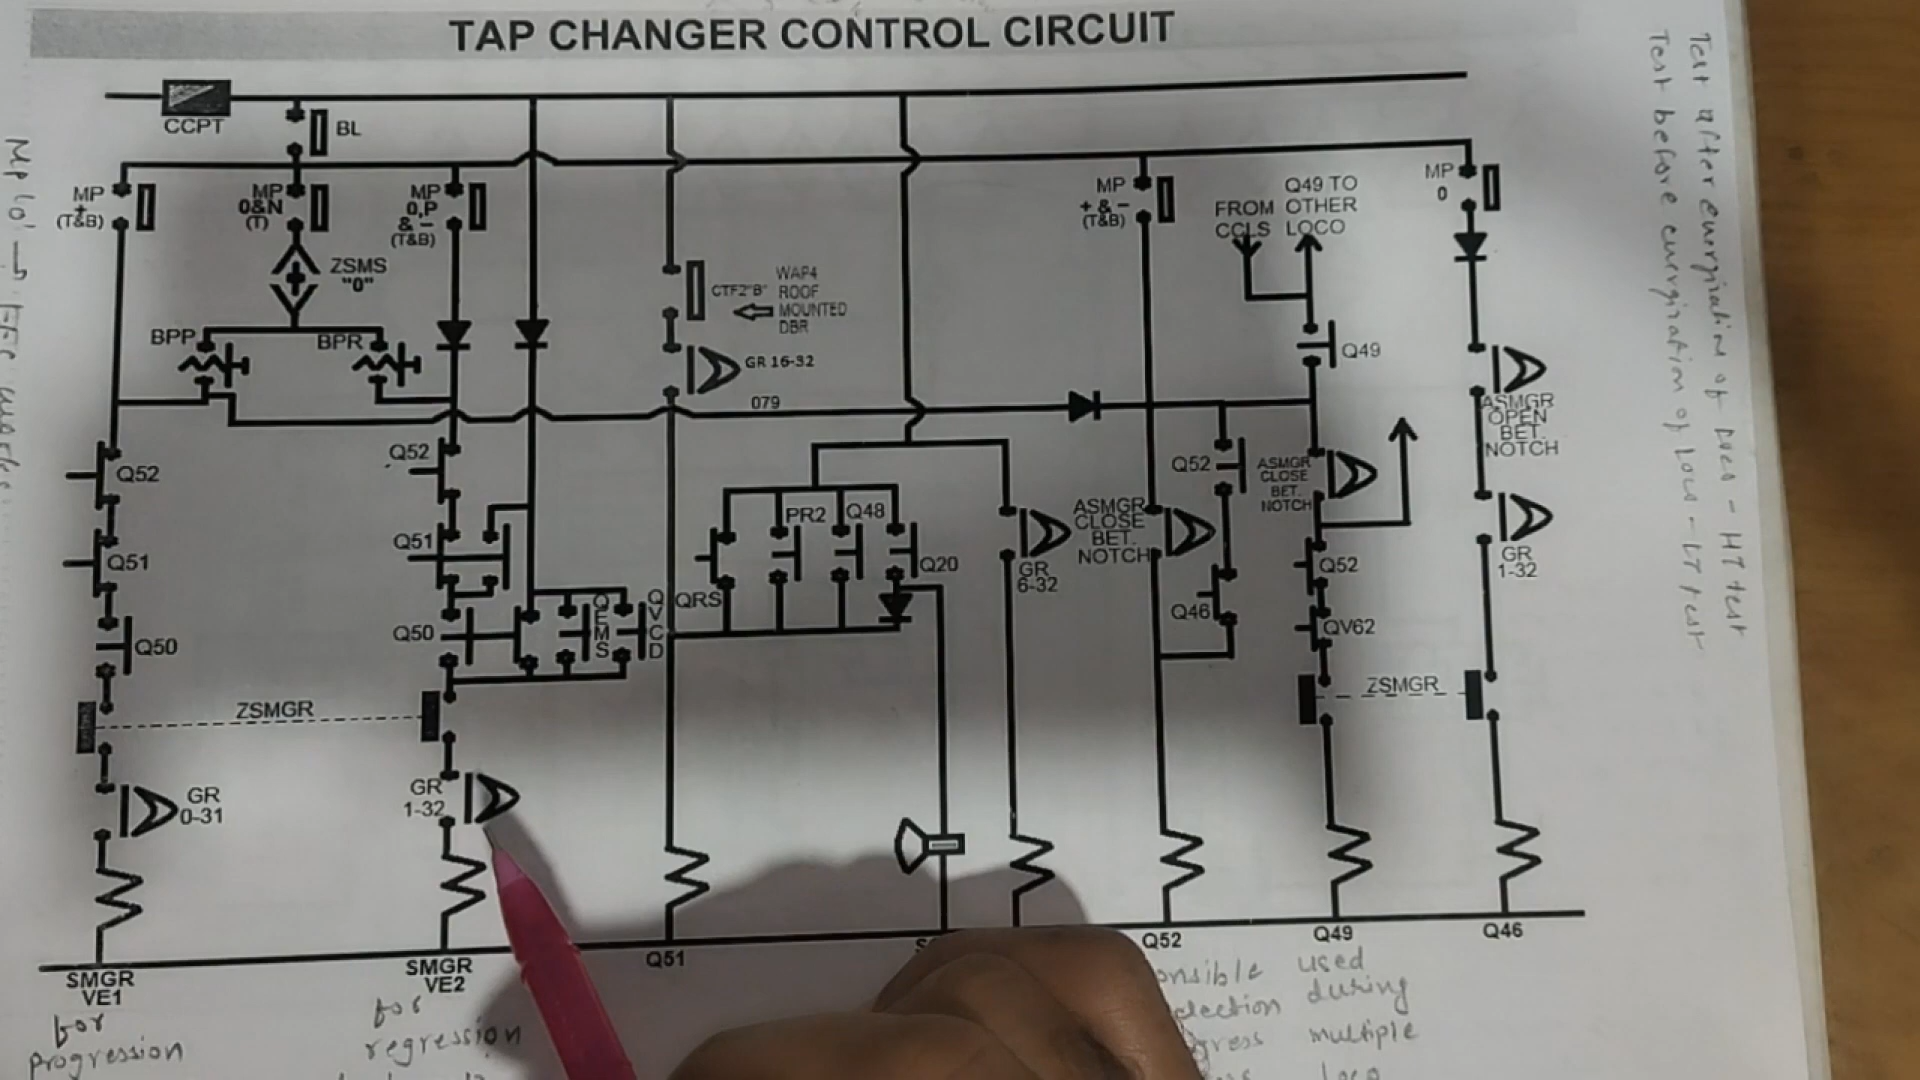 TAP CHANGER CONTROL CIRCUIT
CCPT
BL
MP
+
(T&B)
MP
0&N
(T)
MP
0,P
& -
(T&B)
ZSMS
"0"
BPP
BPR
CTF2"B"
WAP4
ROOF
MOUNTED
DBR
GR 16-32
079
MP
+ & -
(T&B)
FROM
CCLS
Q49 TO
OTHER
LOCO
MP
0
Q49
ASMGR
OPEN
BET.
NOTCH
Q52
Q52
Q51
Q51
Q50
Q50
QEMS
QVCD
QRS
PR2
Q48
Q20
GR
6-32
ASMGR
CLOSE
BET.
NOTCH
Q52
Q46
ASMGR
CLOSE
BET.
NOTCH
Q52
QV62
GR
1-32
ZSMGR
ZSMGR
GR
0-31
GR
1-32
SMGR
VE1
SMGR
VE2
Q51
Q52
Q49
Q46
for
progression
for
regression
used
during
multiple
loco
Test after energization of loco - HT test
Test before energization of loco - LT test